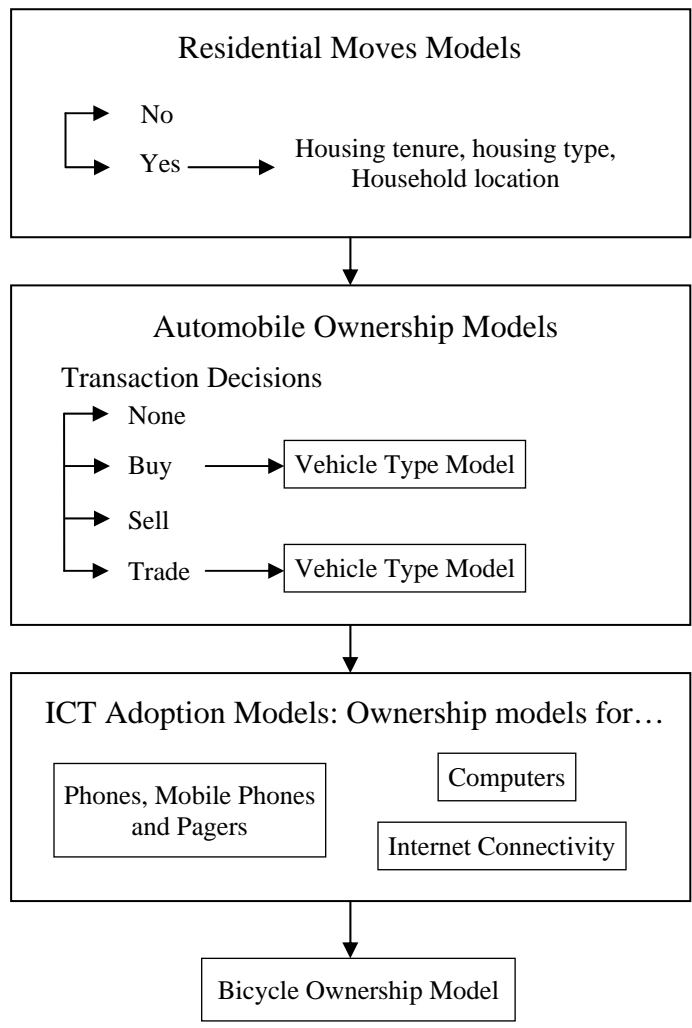 Residential Moves Models
No
Yes
Housing tenure, housing type,
Household location
Automobile Ownership Models
Transaction Decisions
None
Buy
Vehicle Type Model
Sell
Trade
Vehicle Type Model
ICT Adoption Models: Ownership models for…
Phones, Mobile Phones
and Pagers
Computers
Internet Connectivity
Bicycle Ownership Model